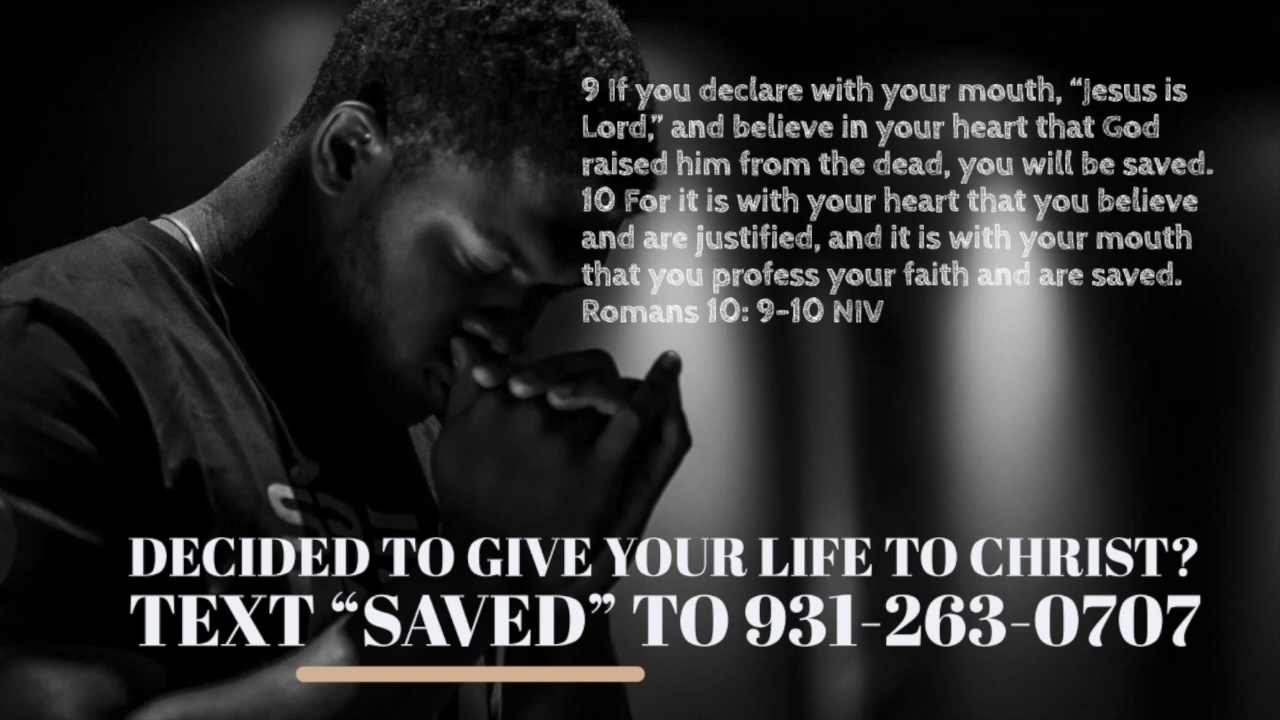 9 If you declare with your mouth, “Jesus is
Lord,” and believe in your heart that God
raised him from the dead, you will be saved.
10 For it is with your heart that you believe
and are justified, and it is with your mouth
that you profess your faith and are saved.
Romans 10: 9-10 NIV
DECIDED TO GIVE YOUR LIFE TO CHRIST?
TEXT “SAVED” TO 931-263-0707